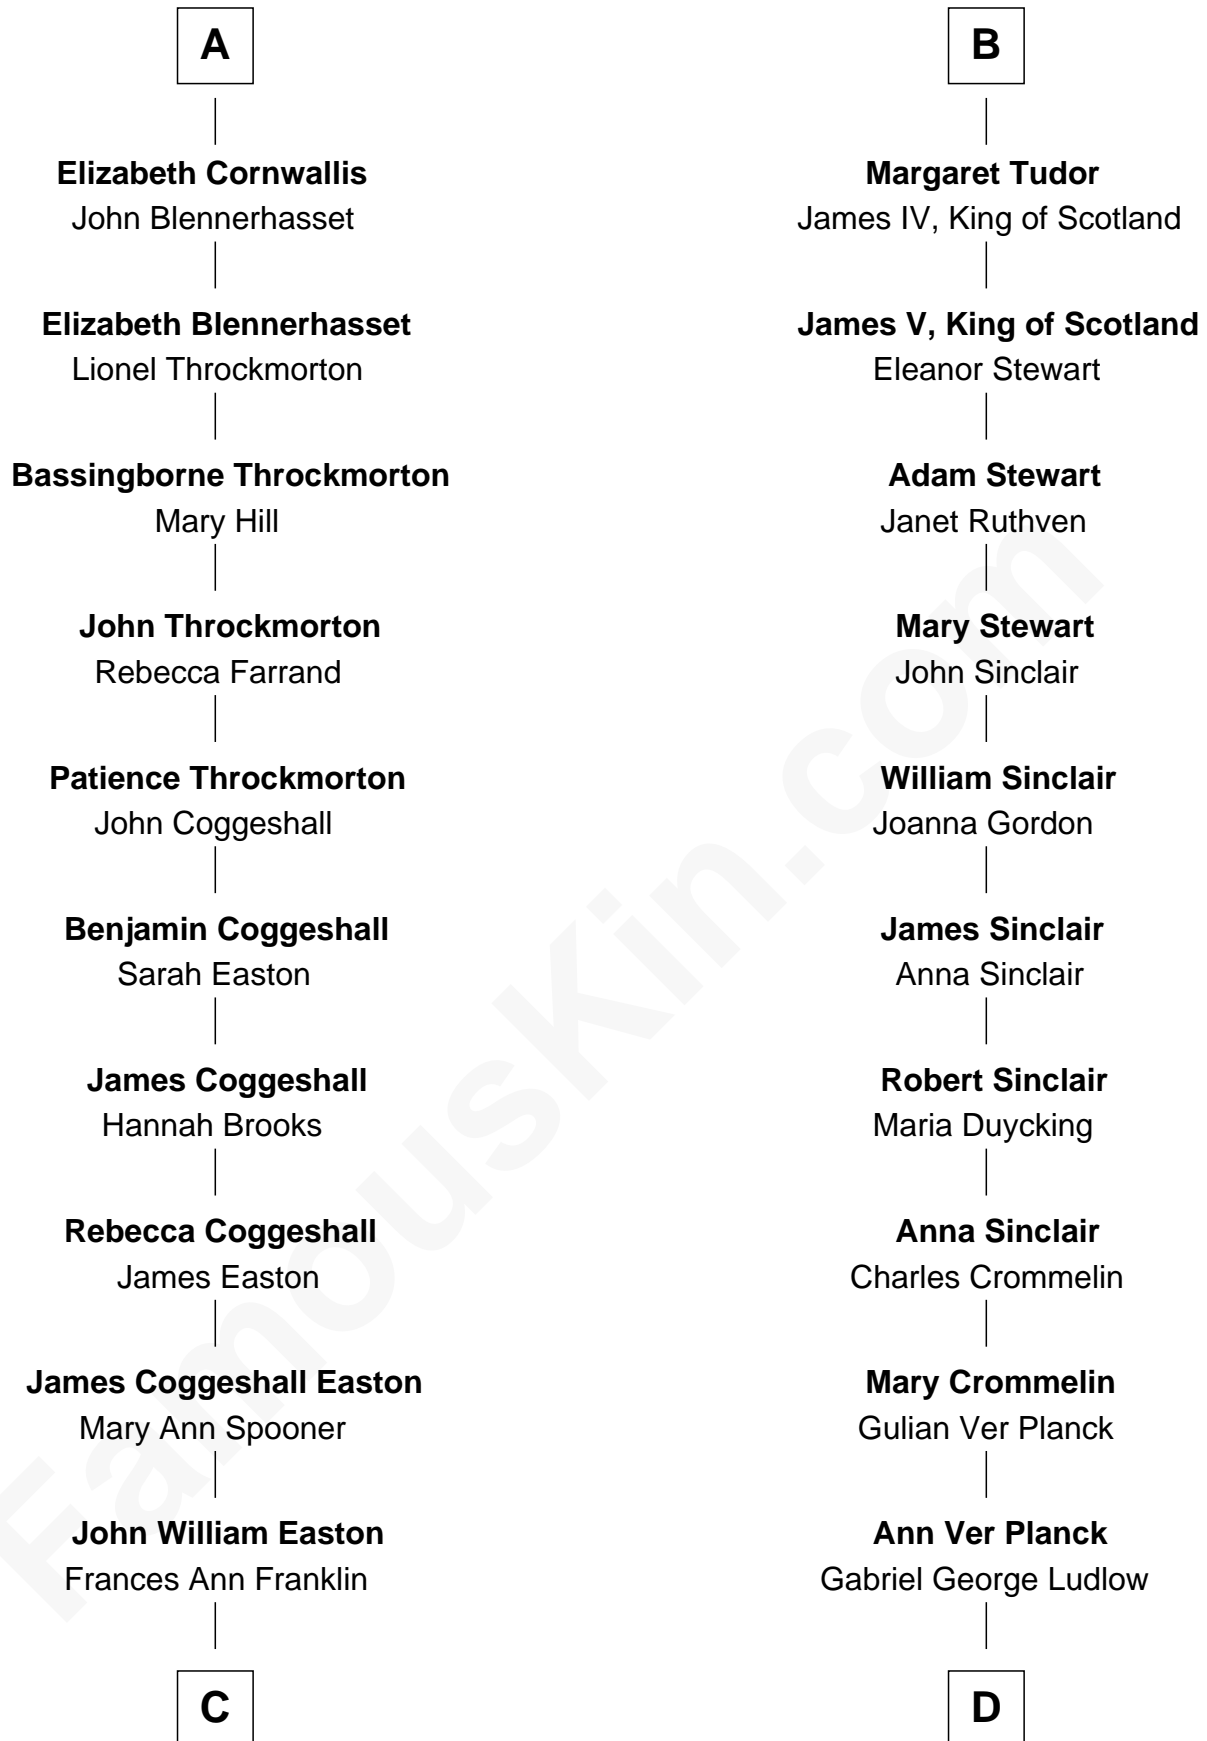 A
Elizabeth Cornwallis
John Blennerhasset
Elizabeth Blennerhasset
Lionel Throckmorton
Bassingborne Throckmorton
Mary Hill
John Throckmorton
Rebecca Farrand
Patience Throckmorton
John Coggeshall
Benjamin Coggeshall
Sarah Easton
James Coggeshall
Hannah Brooks
Rebecca Coggeshall
James Easton
James Coggeshall Easton
Mary Ann Spooner
John William Easton
Frances Ann Franklin
C
B
Margaret Tudor
James IV, King of Scotland
James V, King of Scotland
Eleanor Stewart
Adam Stewart
Janet Ruthven
Mary Stewart
John Sinclair
William Sinclair
Joanna Gordon
James Sinclair
Anna Sinclair
Robert Sinclair
Maria Duycking
Anna Sinclair
Charles Crommelin
Mary Crommelin
Gulian Ver Planck
Ann Ver Planck
Gabriel George Ludlow
D
FamousKin.com